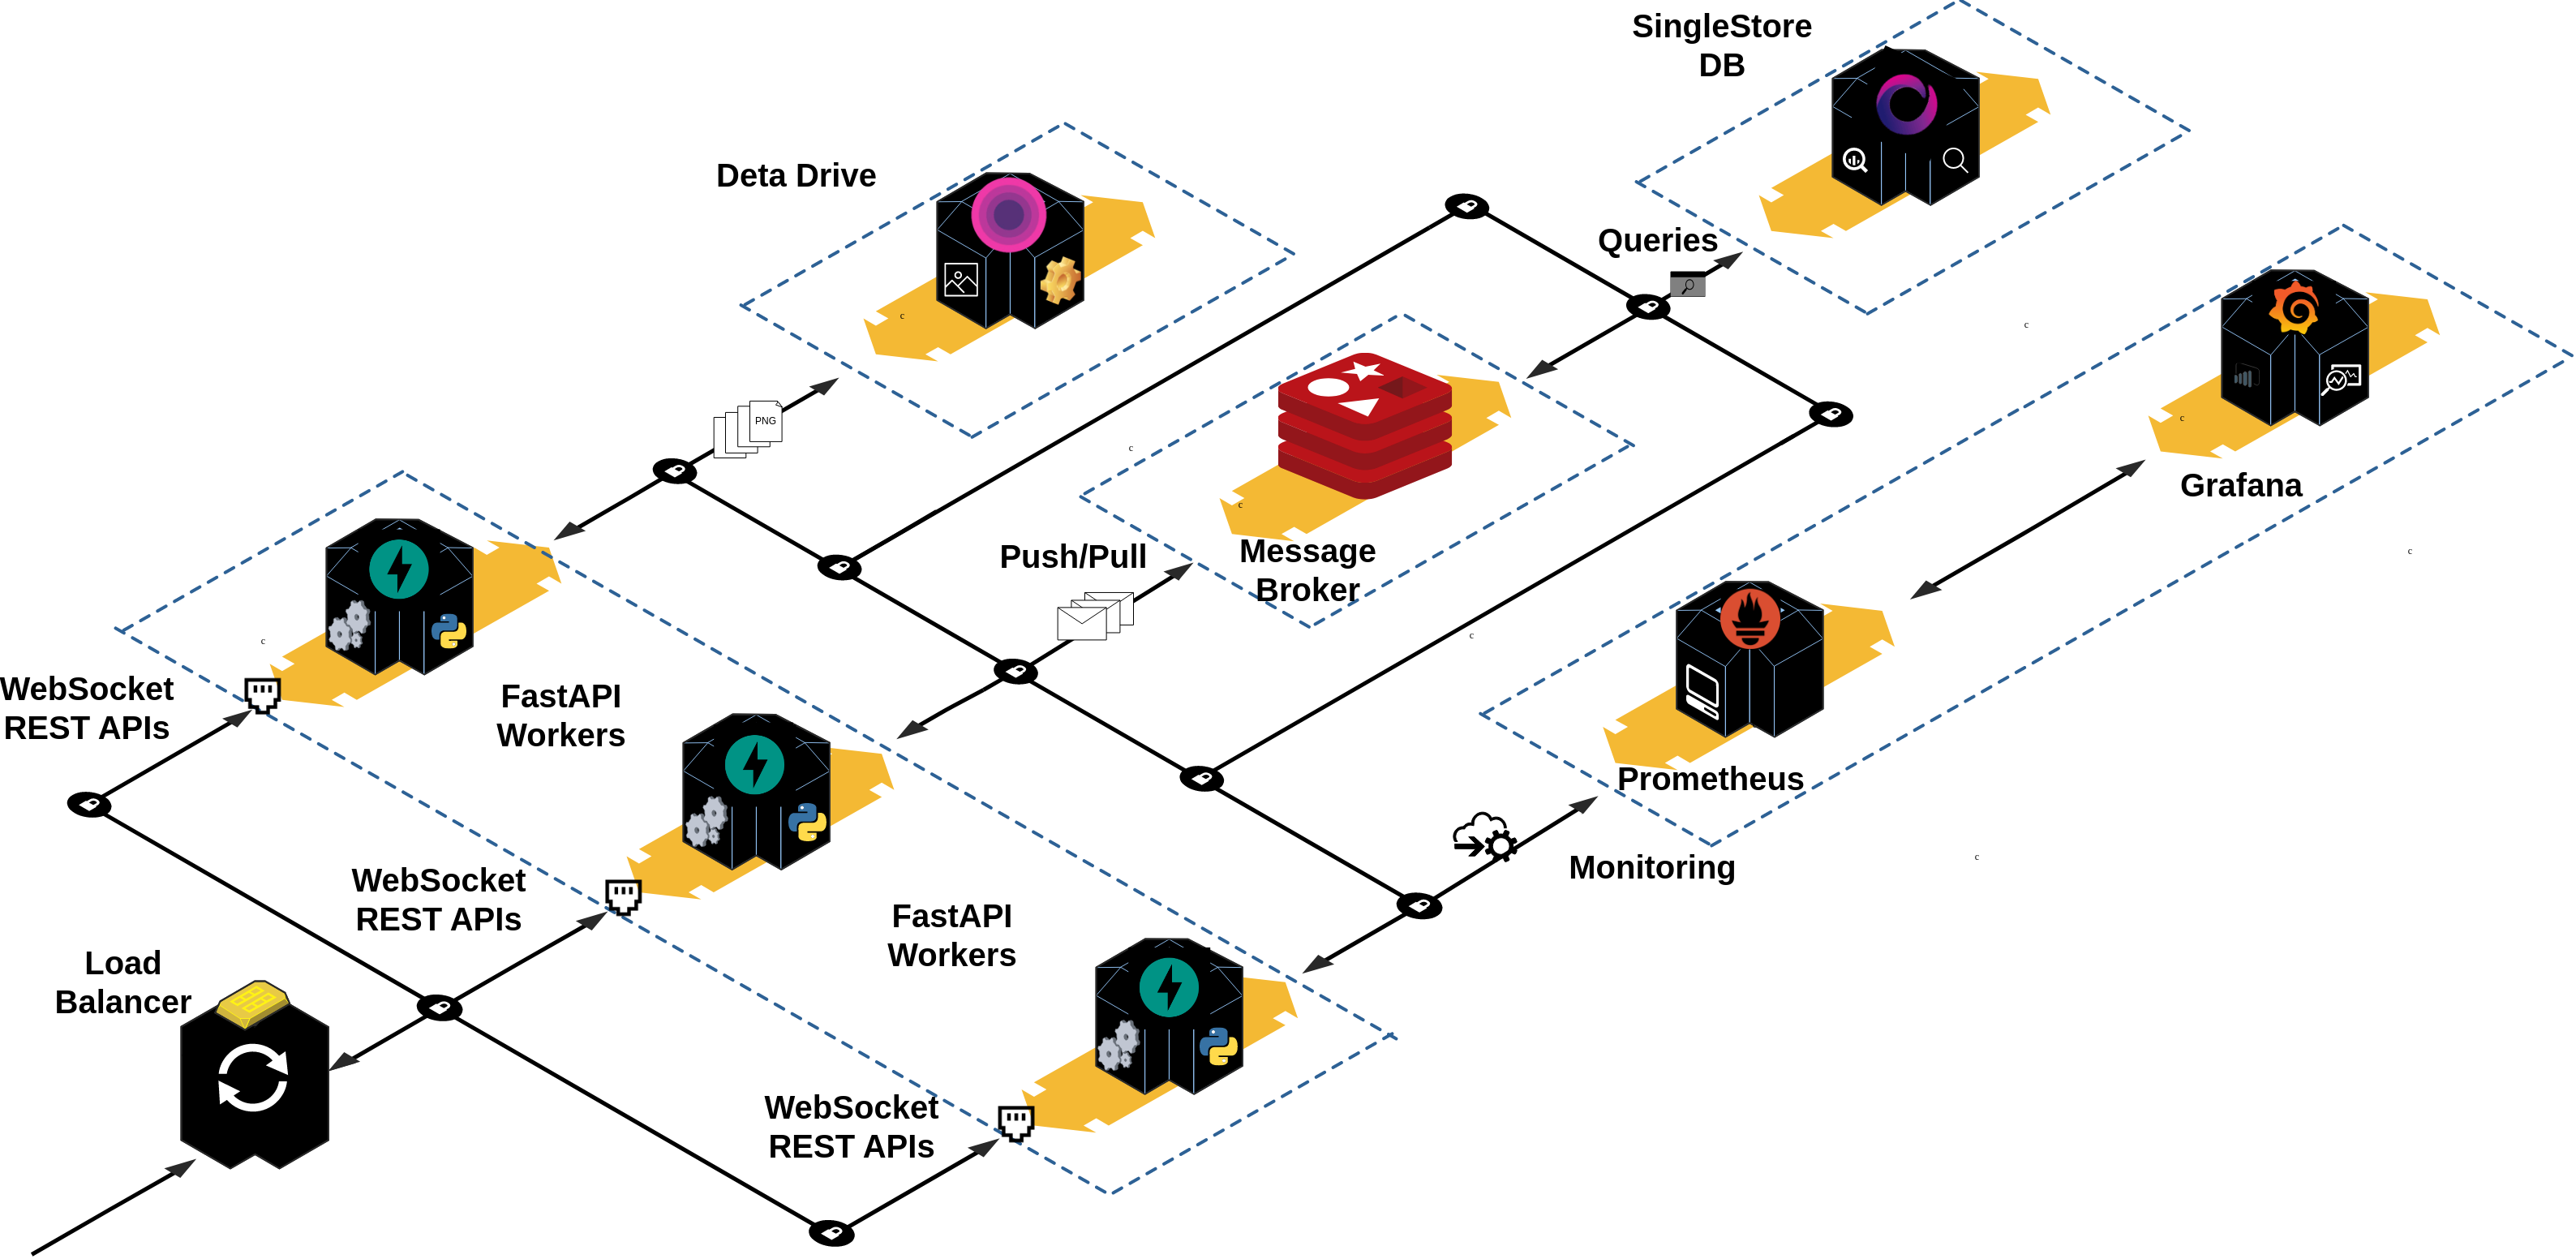 SingleStore
DB
Deta Drive
Queries
PNG
c
c
c
c
Grafana
c
Push/Pull
Message
Broker
c
c
c
WebSocket
REST APIs
FastAPI
Workers
Prometheus
Monitoring
c
WebSocket
REST APIs
FastAPI
Workers
Load
Balancer
WebSocket
REST APIs